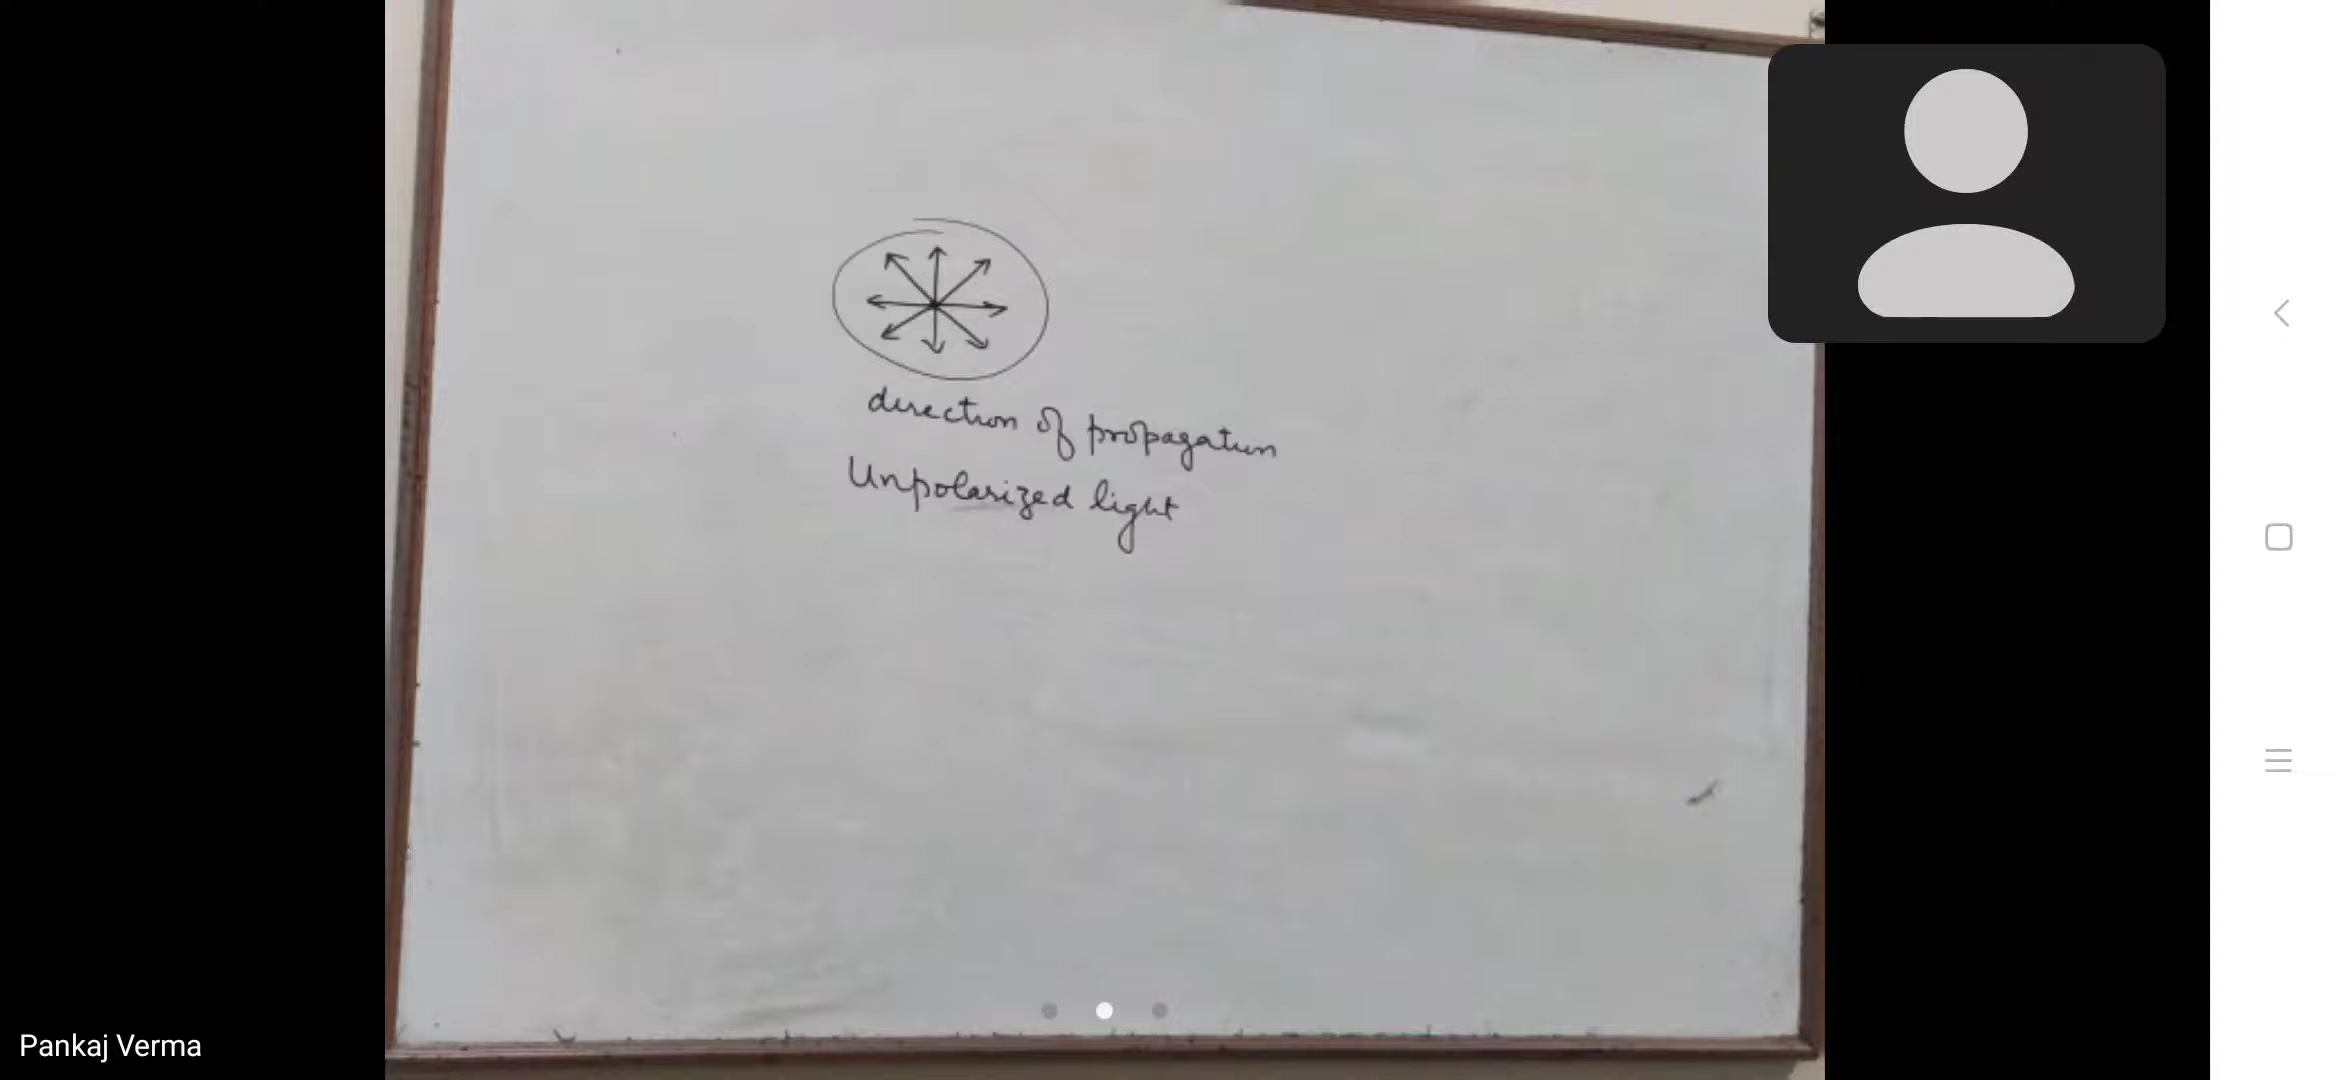 direction of propagation
Unpolarized light
Pankaj Verma